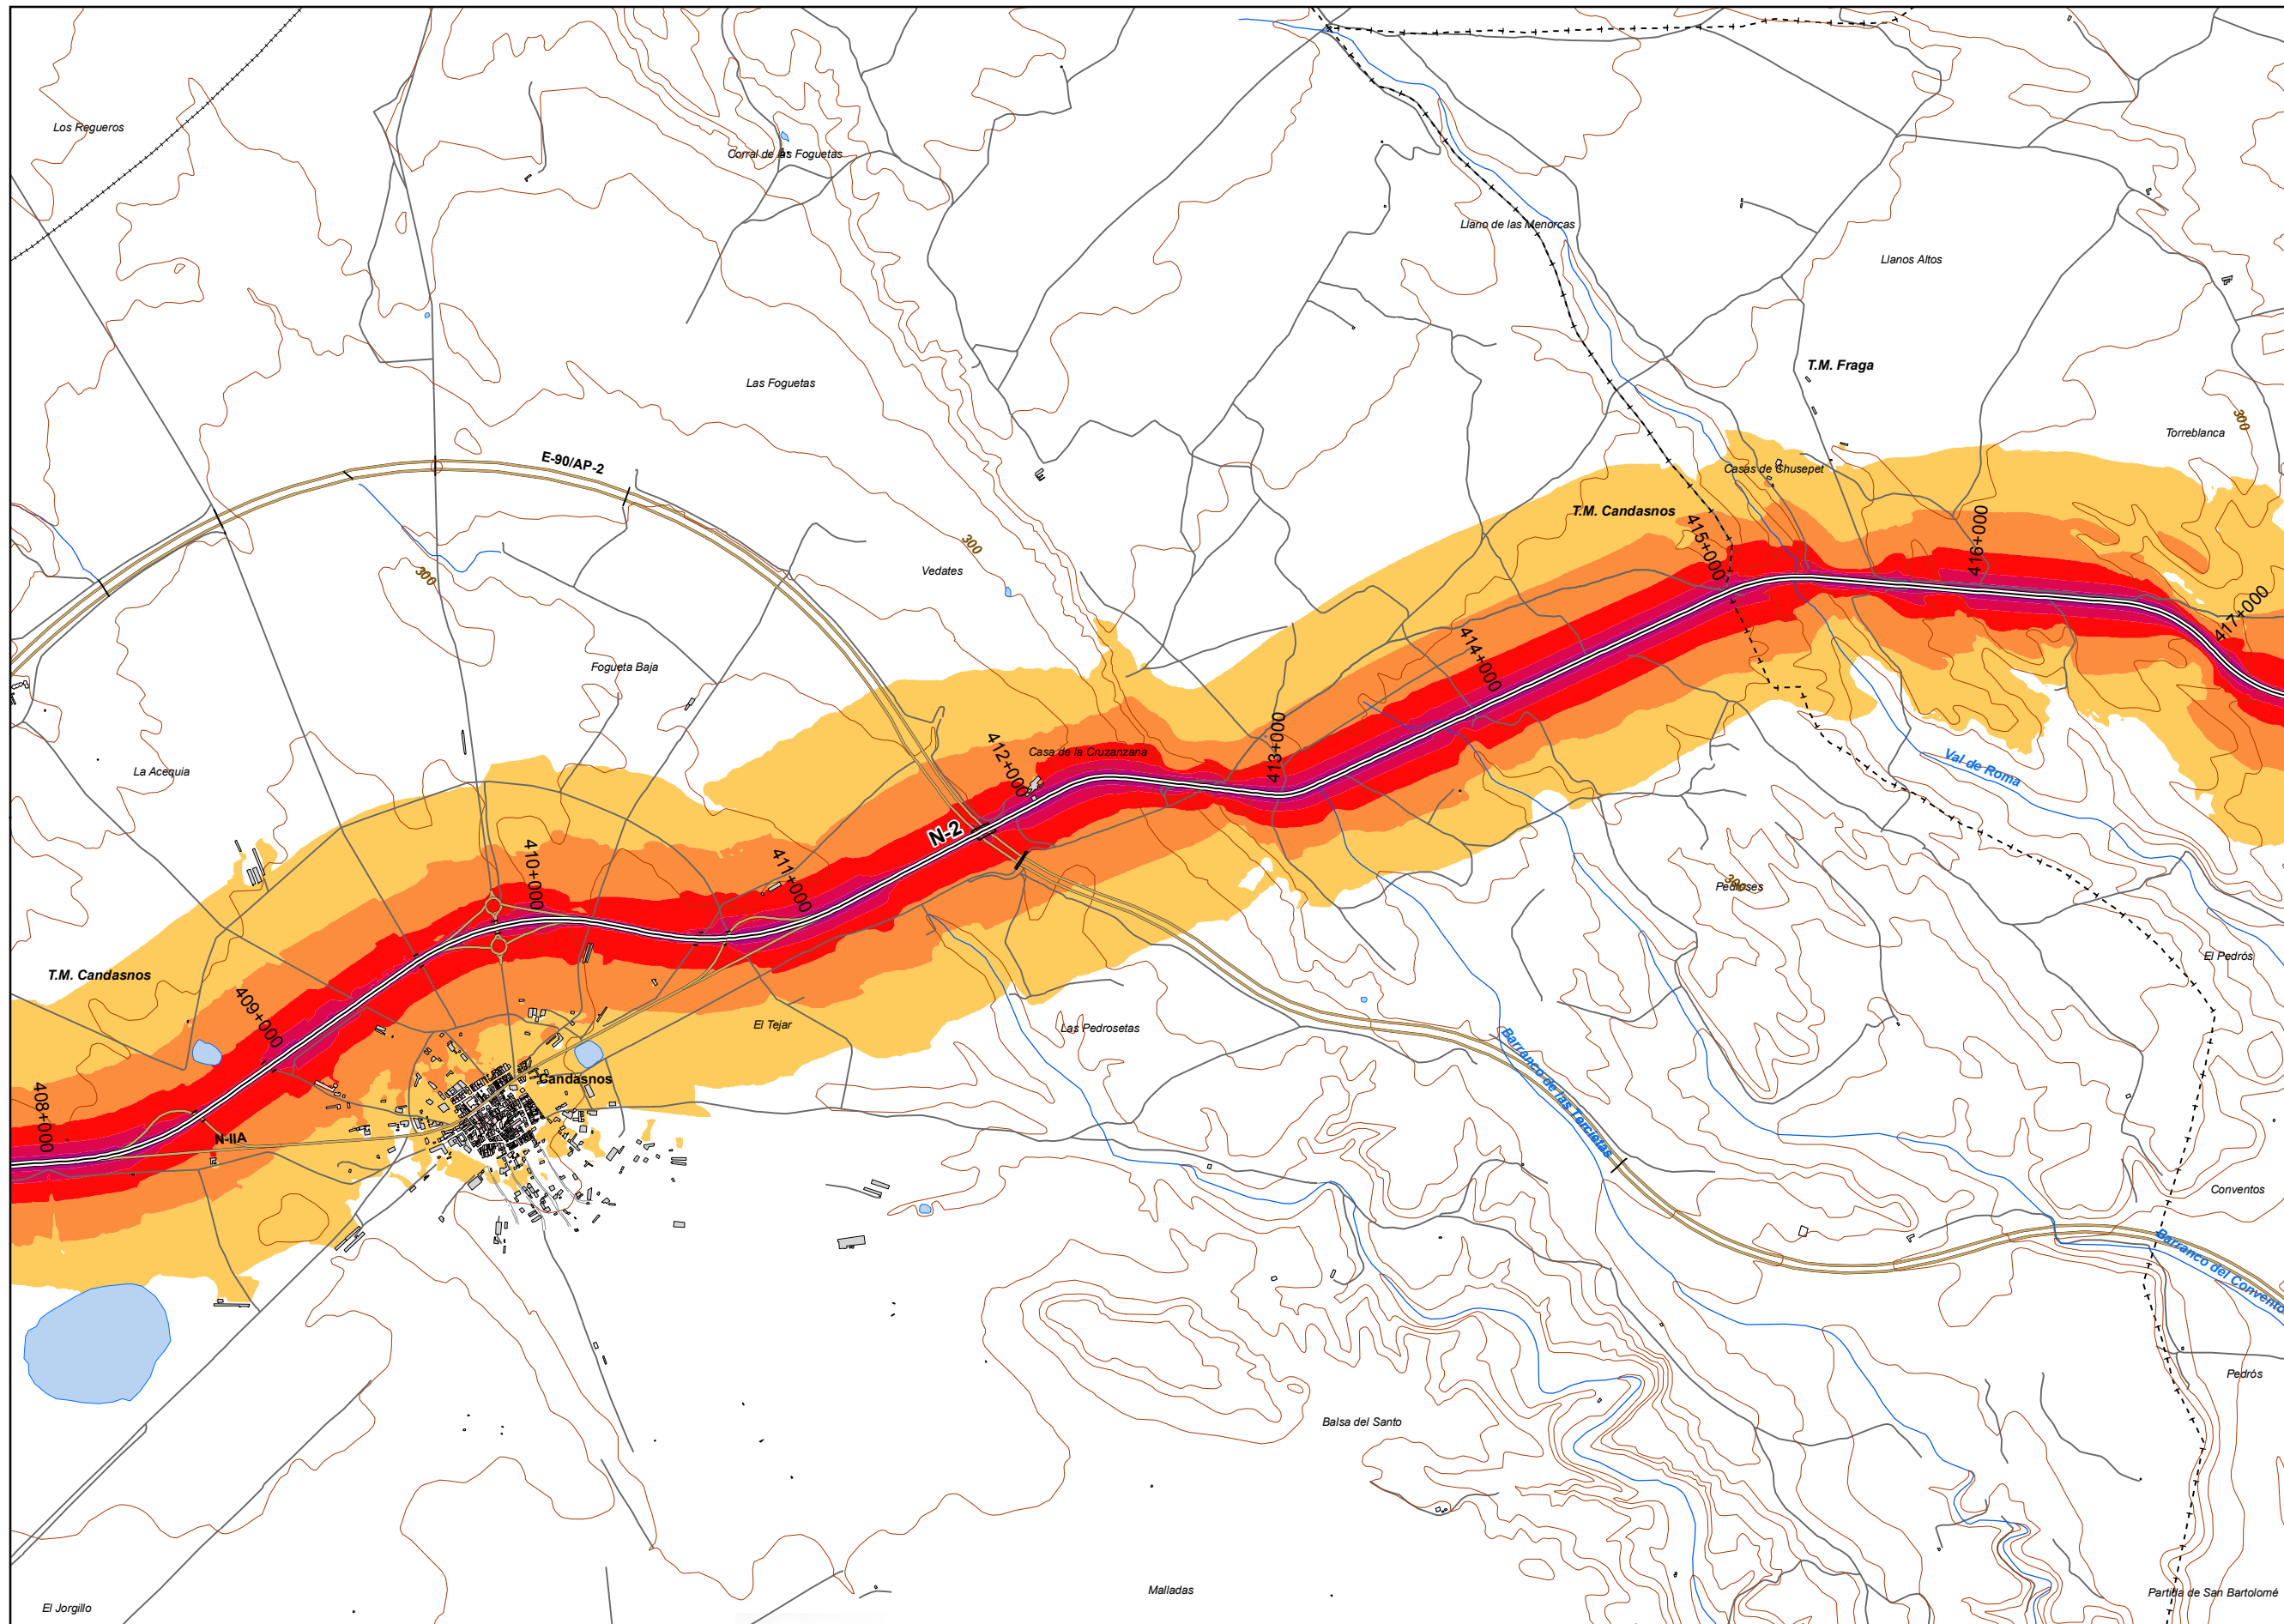 Los Regueros
Corral de las Foguetas
Llano de las Menorcas
Llanos Altos
T.M. Fraga
Las Foguetas
300
Torreblanca
E-90/AP-2
Casas de Chusepet
T.M. Candasnos
415+000
416+000
300
Vedates
300
417+000
Fogueta Baja
414+000
413+000
412+000
Casa de la Cruzanzana
La Acequia
Val de Roma
N-2
410+000
411+000
300
Pedroses
T.M. Candasnos
El Pedrós
409+000
El Tejar
Las Pedrosetas
Candasnos
Barranco de las Tercietas
408+000
N-IIA
Conventos
Barranco del Convento
Pedrós
Balsa del Santo
Malladas
Partilla de San Bartolomé
El Jorgillo